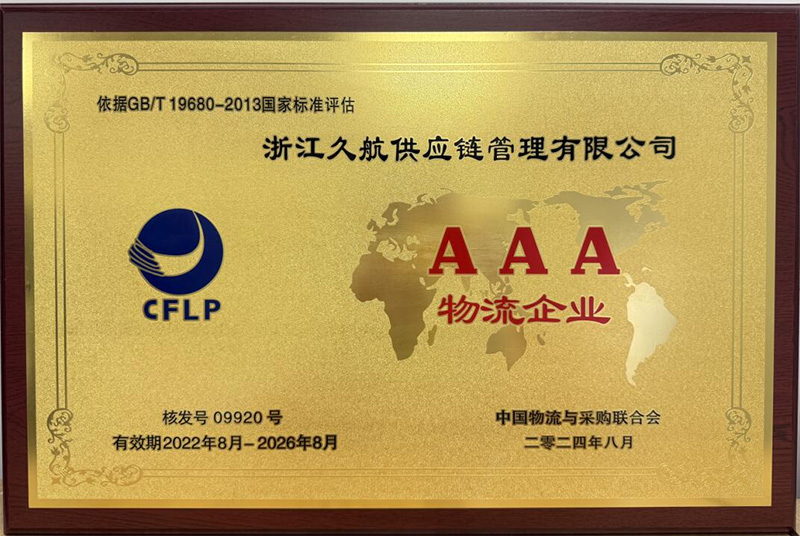 依据GB/T 19680-2013国家标准评估
浙江久航供应链管理有限公司
CFLP
AAA
物流企业
核发号 09920 号
有效期2022年8月-2026年8月
中国物流与采购联合会
二零二四年八月